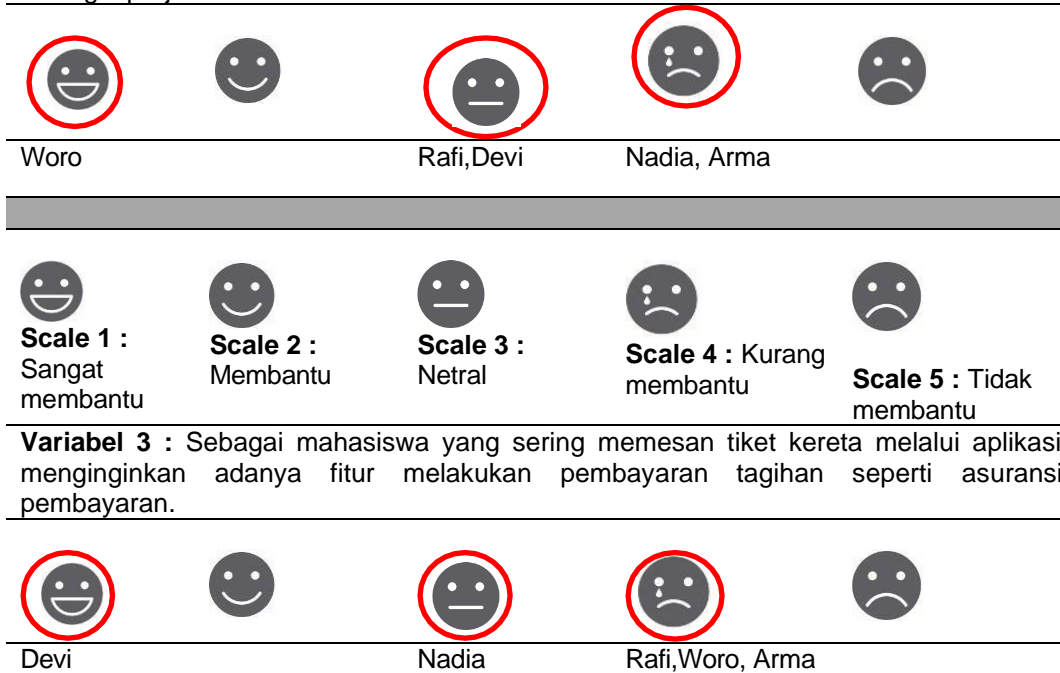 Woro Rafi,Devi Nadia, Arma
Scale 1 :
Sangat
membantu
Scale 2 :
Membantu
Scale 3 :
Netral
Scale 4 : Kurang
membantu
Scale 5 : Tidak
membantu
Variabel 3 : Sebagai mahasiswa yang sering memesan tiket kereta melalui aplikasi
menginginkan adanya fitur melakukan pembayaran tagihan seperti asuransi
pembayaran.
Devi Nadia Rafi,Woro, Arma